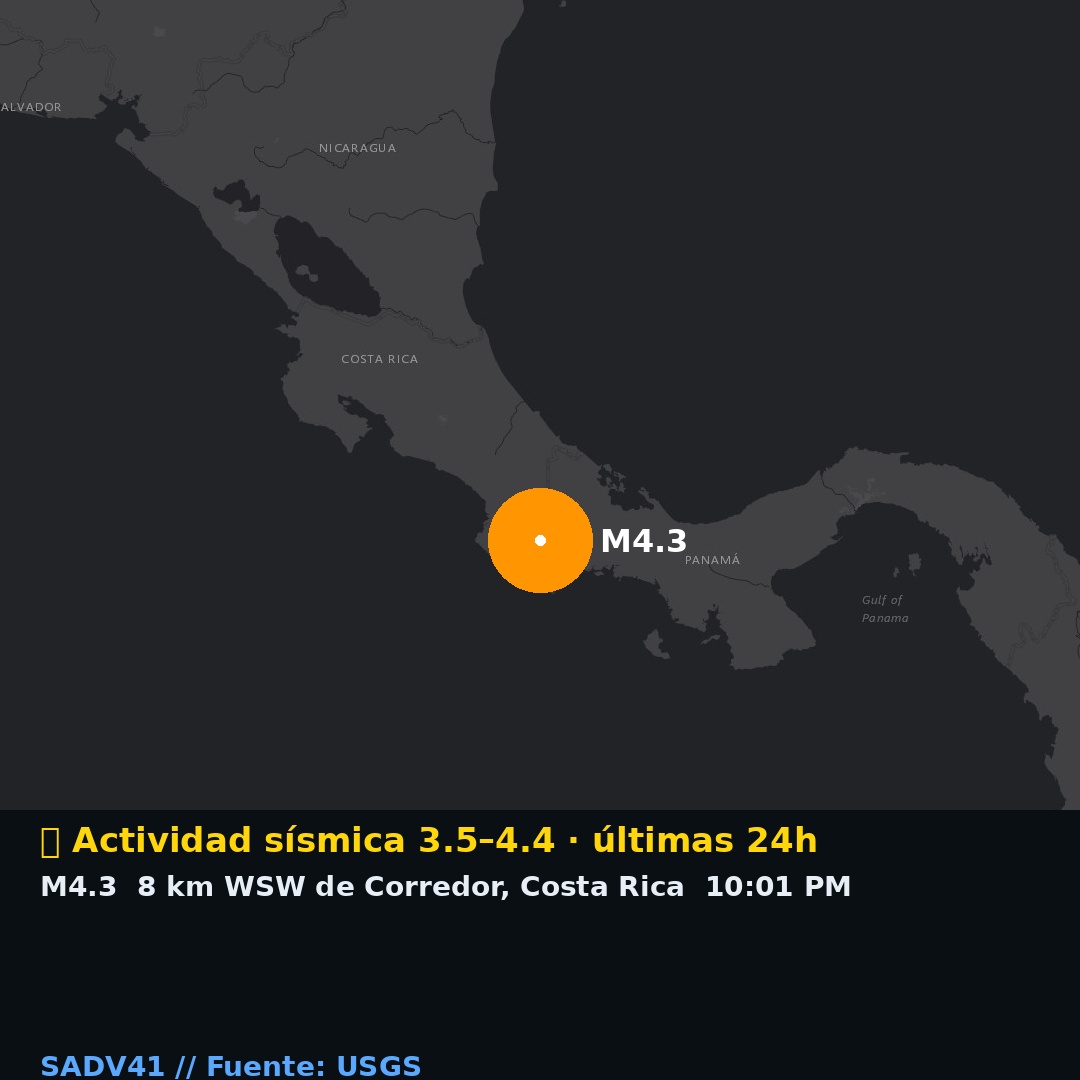 ALVADOR
NICARAGUA
COSTA RICA
M4.3
PANAMÁ
Gulf of
Panama
Actividad sísmica 3.5–4.4 · últimas 24h
M4.3 8 km WSW de Corredor, Costa Rica 10:01 PM
SADV41 // Fuente: USGS